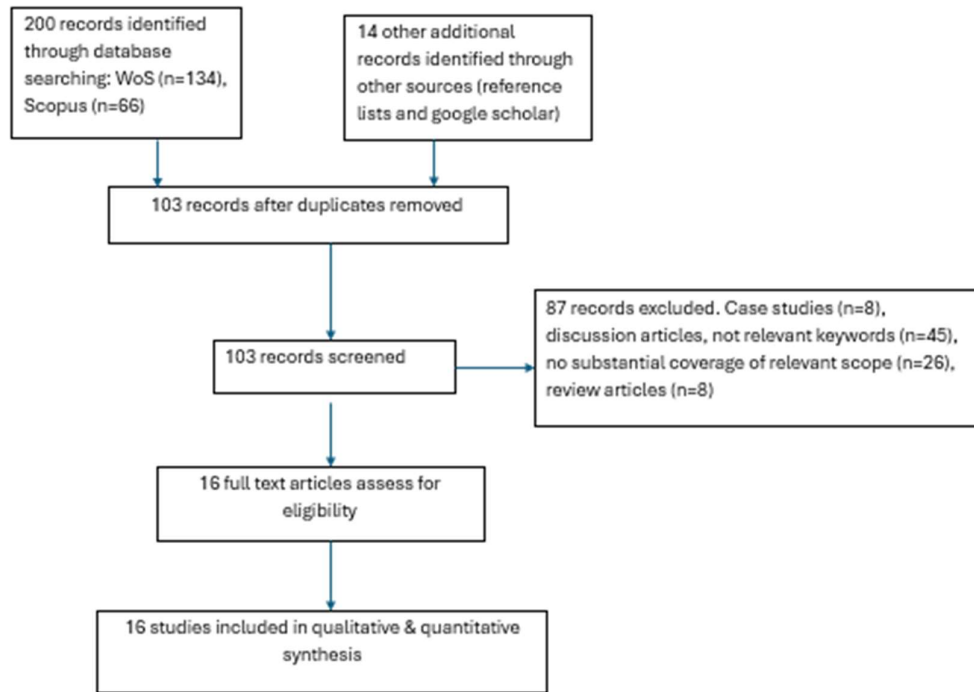 200 records identified
through database
searching: WoS (n=134),
Scopus (n=66)
14 other additional
records identified through
other sources (reference
lists and google scholar)
103 records after duplicates removed
103 records screened
87 records excluded. Case studies (n=8),
discussion articles, not relevant keywords (n=45),
no substantial coverage of relevant scope (n=26),
review articles (n=8)
16 full text articles assess for
eligibility
16 studies included in qualitative & quantitative
synthesis